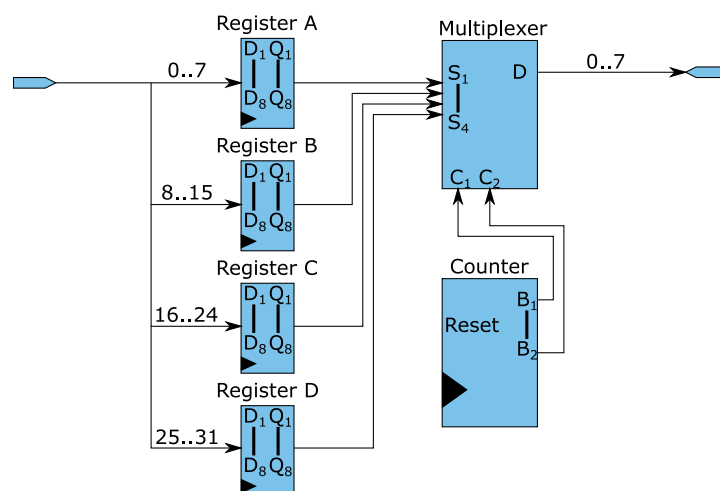 Register A
D1 Q1
D8 Q8
0..7
Register B
D1 Q1
D8 Q8
8..15
Register C
D1 Q1
D8 Q8
16..24
Register D
D1 Q1
D8 Q8
25..31
Multiplexer
S1
S4
D
C1 C2
0..7
Counter
B1
Reset
B2